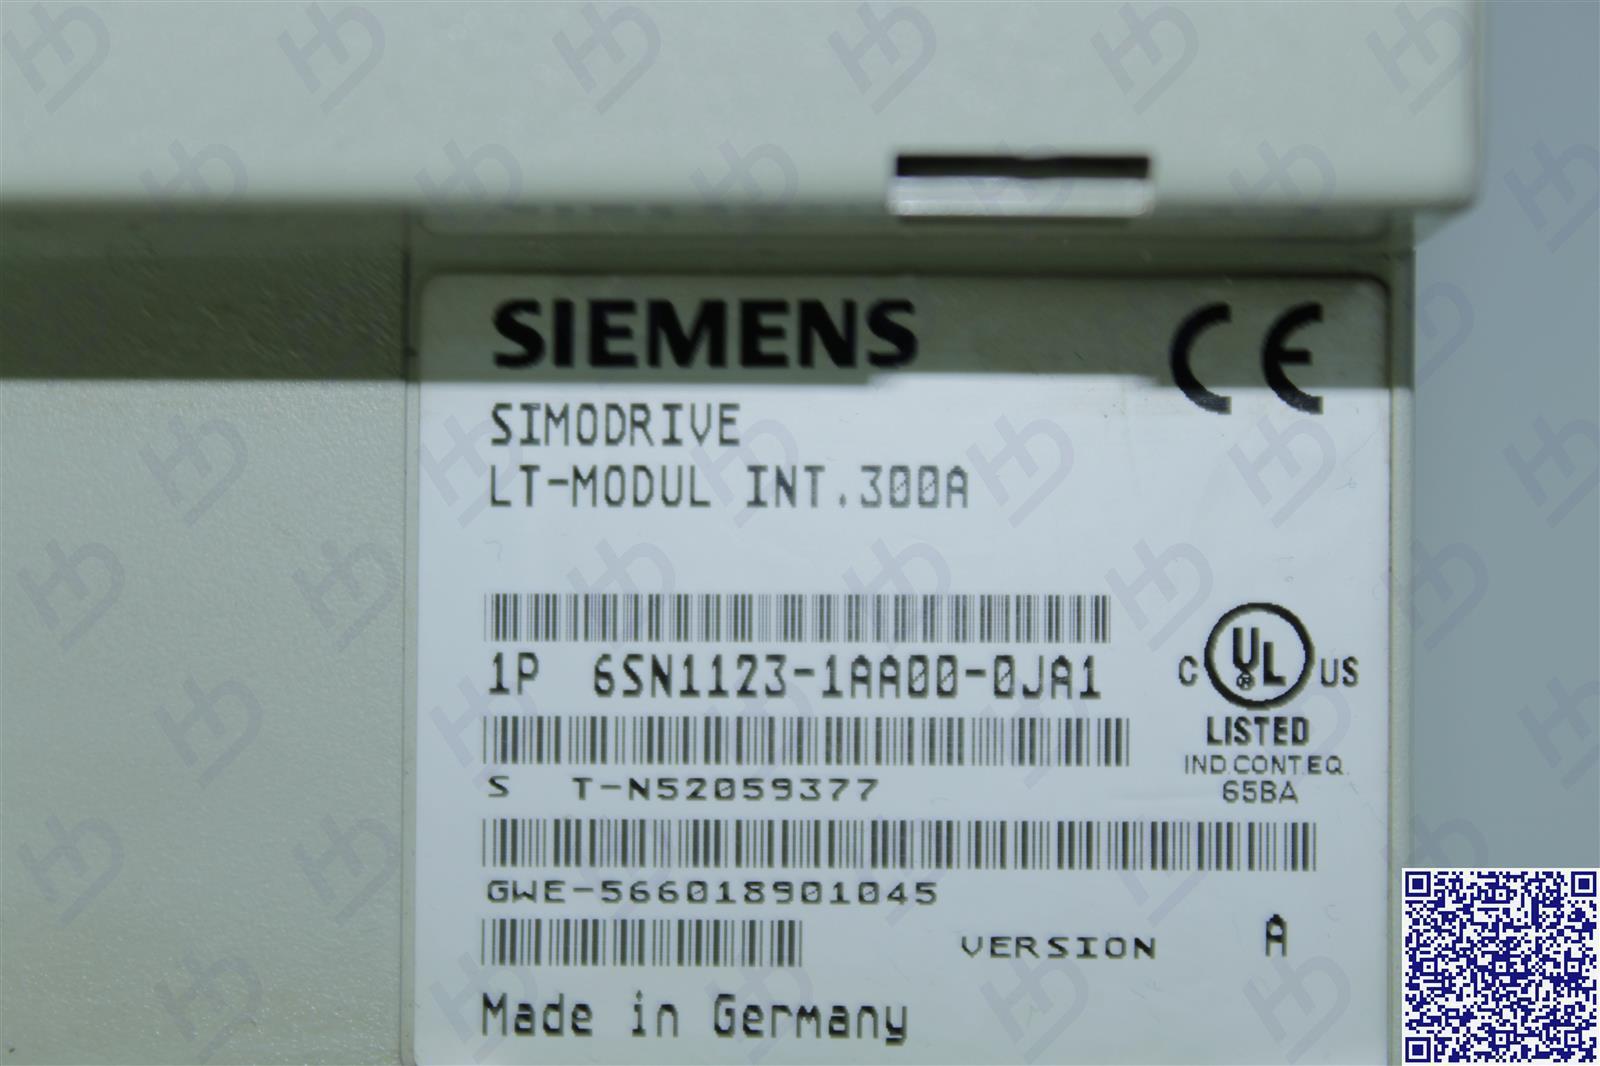 SIEMENS
CE
SIMODRIVE
LT-MODUL INT.300A
1P 6SN1123-1AA00-0JA1
C UL® US
LISTED
IND.CONT.EQ.
65BA
S T-N52059377
GWE-566018901045
VERSION A
Made in Germany